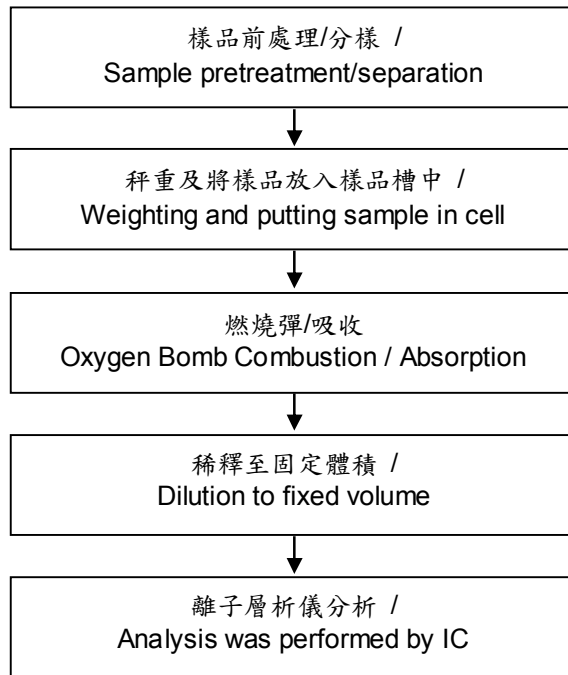 樣品前處理/分樣 /
Sample pretreatment/separation
秤重及將樣品放入樣品槽中 /
Weighting and putting sample in cell
燃燒彈/吸收
Oxygen Bomb Combustion / Absorption
稀釋至固定體積 /
Dilution to fixed volume
離子層析儀分析 /
Analysis was performed by IC